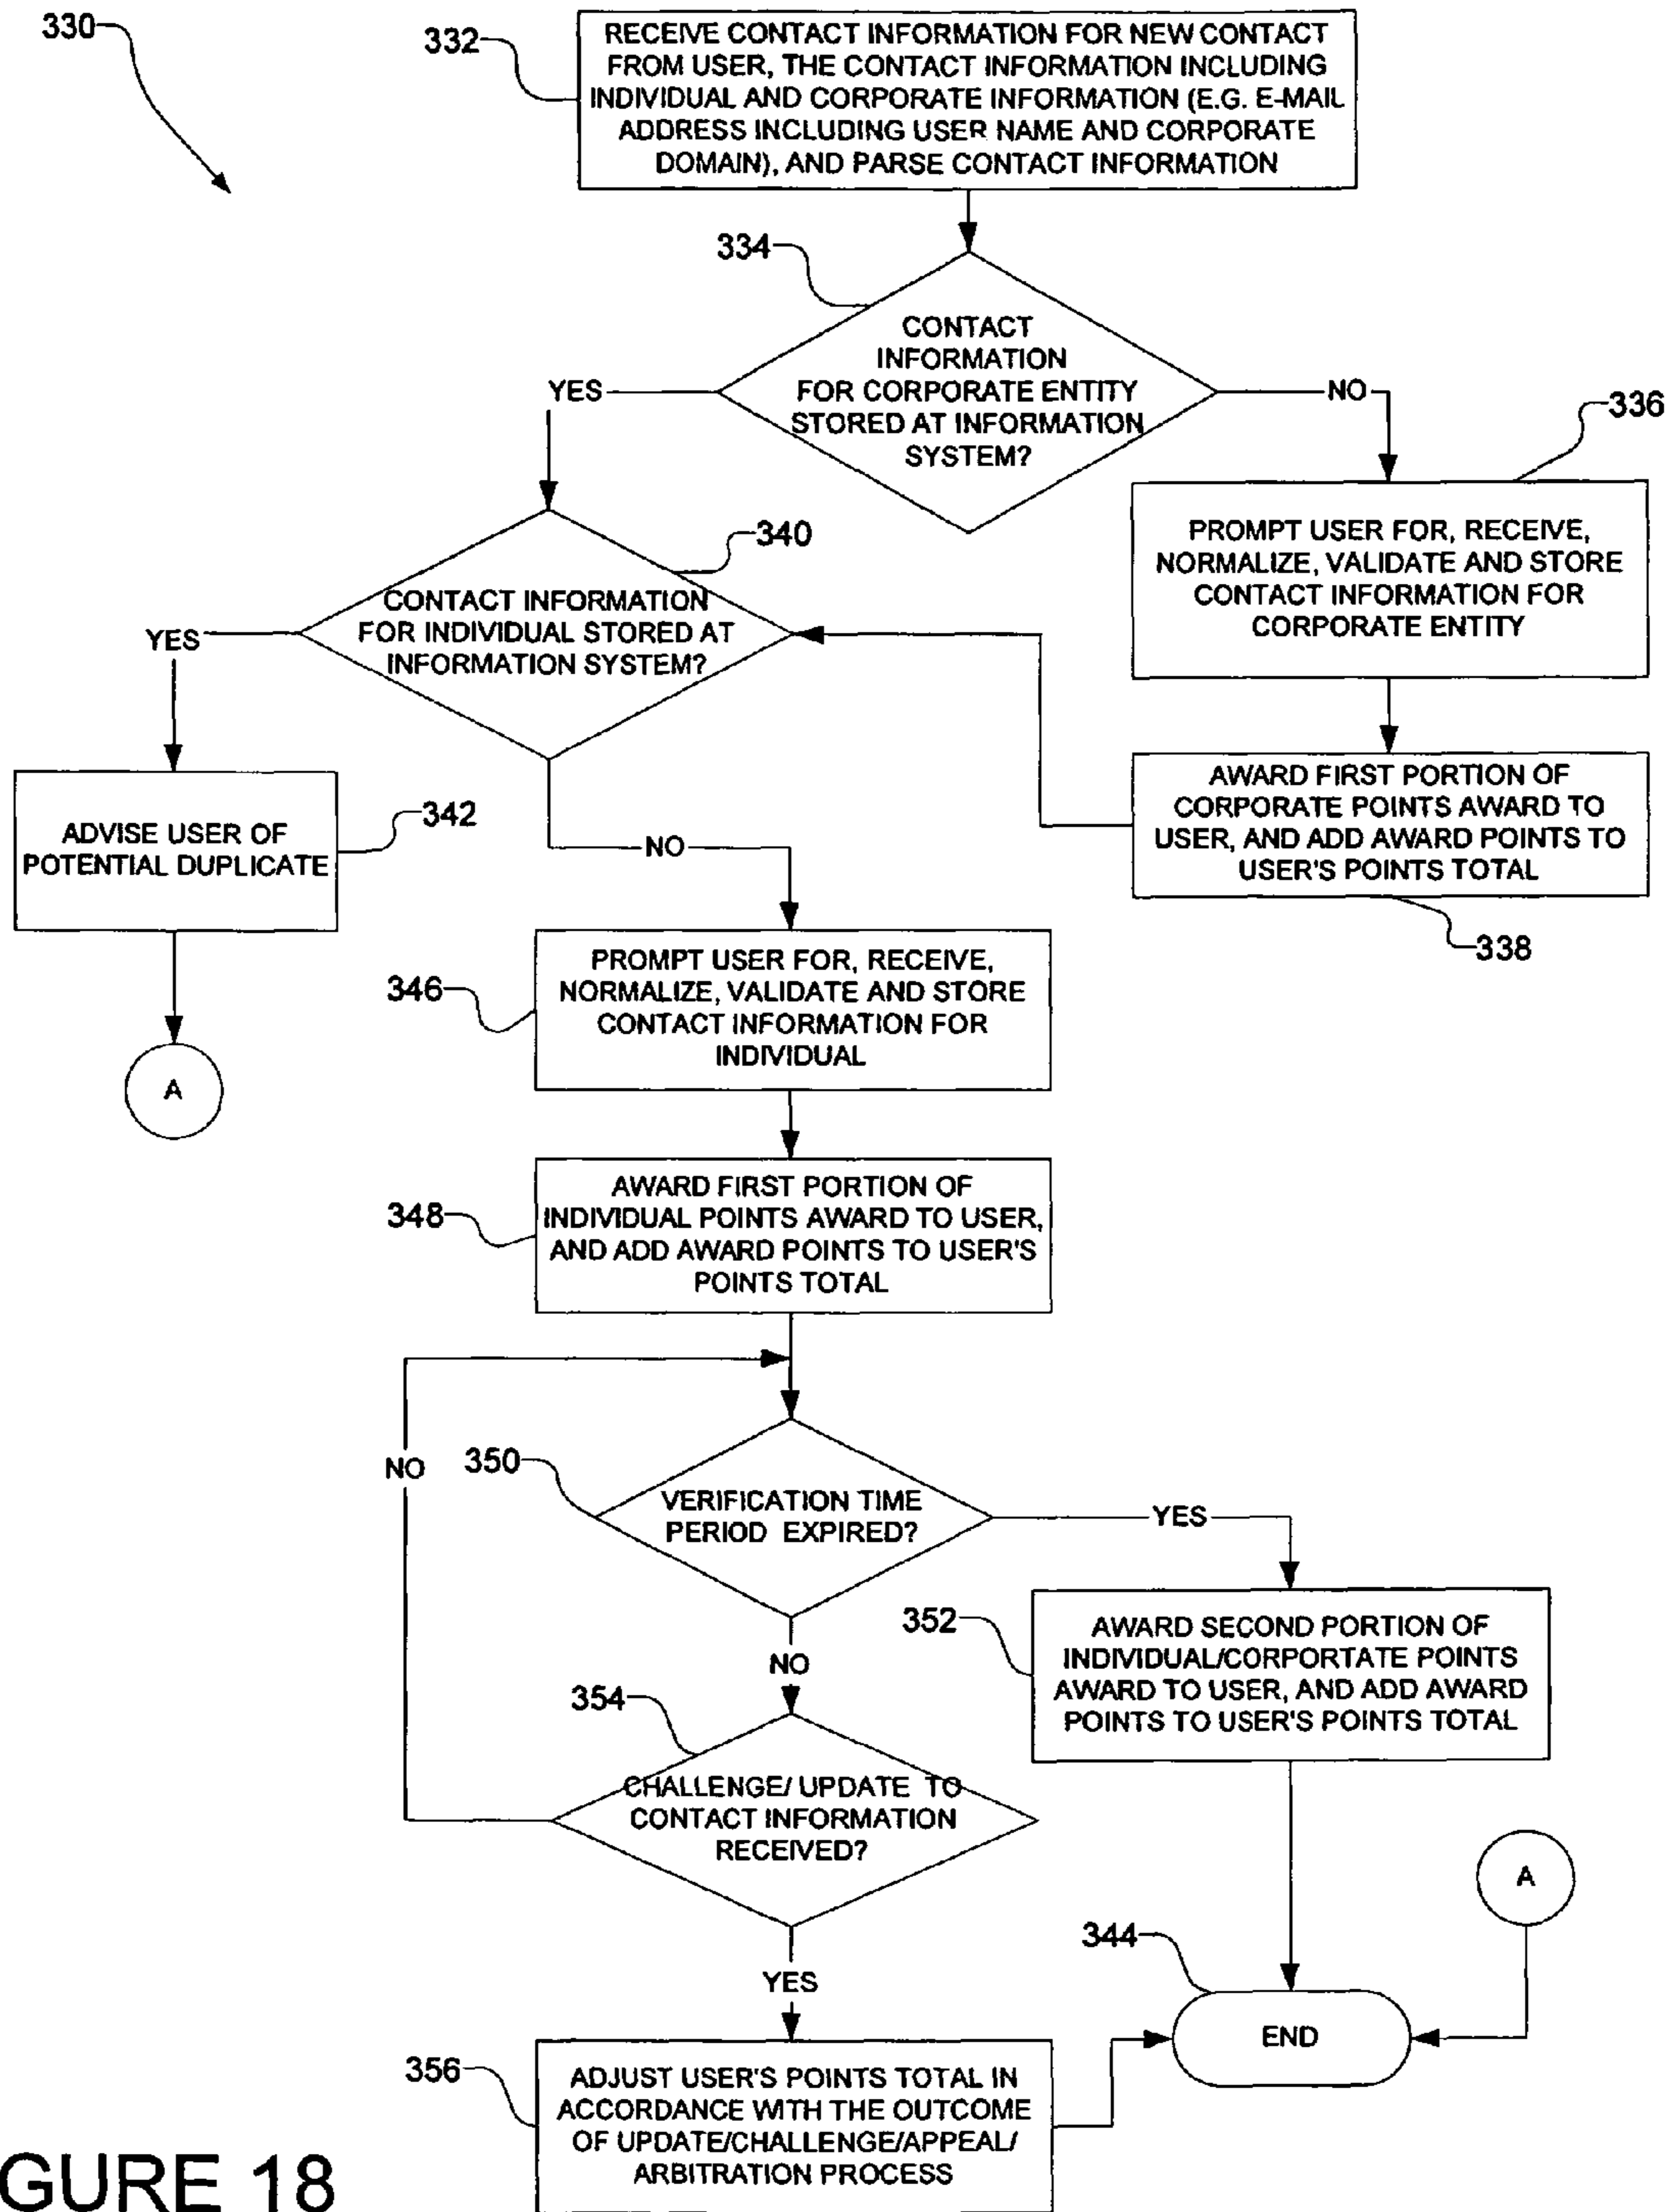 330
332
RECEIVE CONTACT INFORMATION FOR NEW CONTACT
FROM USER, THE CONTACT INFORMATION INCLUDING
INDIVIDUAL AND CORPORATE INFORMATION (E.G. E-MAIL
ADDRESS INCLUDING USER NAME AND CORPORATE
DOMAIN), AND PARSE CONTACT INFORMATION
334
CONTACT
INFORMATION
FOR CORPORATE ENTITY
STORED AT INFORMATION
SYSTEM?
YES
NO
336
PROMPT USER FOR, RECEIVE,
NORMALIZE, VALIDATE AND STORE
CONTACT INFORMATION FOR
CORPORATE ENTITY
340
CONTACT INFORMATION
FOR INDIVIDUAL STORED AT
INFORMATION SYSTEM?
YES
NO
AWARD FIRST PORTION OF
CORPORATE POINTS AWARD TO
USER, AND ADD AWARD POINTS TO
USER'S POINTS TOTAL
338
ADVISE USER OF
POTENTIAL DUPLICATE
342
A
346
PROMPT USER FOR, RECEIVE,
NORMALIZE, VALIDATE AND STORE
CONTACT INFORMATION FOR
INDIVIDUAL
348
AWARD FIRST PORTION OF
INDIVIDUAL POINTS AWARD TO USER,
AND ADD AWARD POINTS TO USER'S
POINTS TOTAL
NO
350
VERIFICATION TIME
PERIOD EXPIRED?
YES
NO
352
AWARD SECOND PORTION OF
INDIVIDUAL/CORPORTATE POINTS
AWARD TO USER, AND ADD AWARD
POINTS TO USER'S POINTS TOTAL
354
CHALLENGE/ UPDATE TO
CONTACT INFORMATION
RECEIVED?
YES
A
344
END
356
ADJUST USER'S POINTS TOTAL IN
ACCORDANCE WITH THE OUTCOME
OF UPDATE/CHALLENGE/APPEAL/
ARBITRATION PROCESS
GURE 18